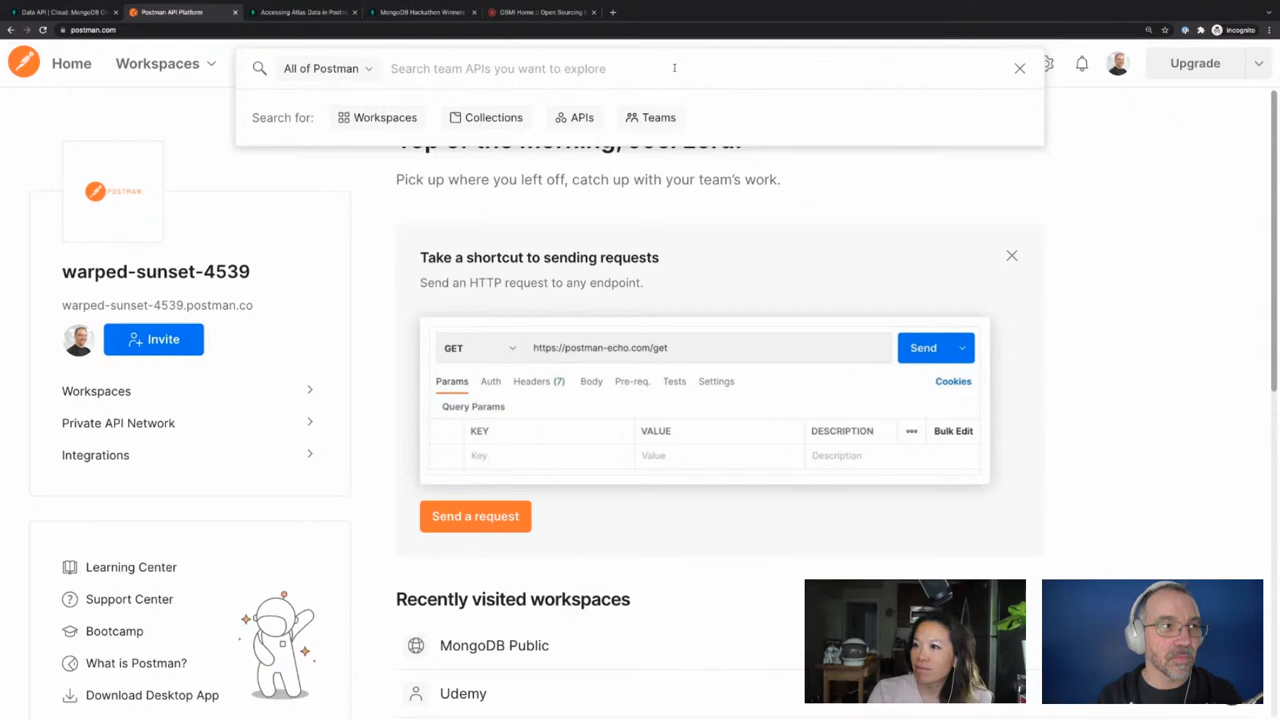 Data API | Cloud: MongoDB C
Postman API Platform
Accessing Atlas Data in Postma
MongoDB Hackathon Winners
OSMI Home :: Open Sourcing
postman.com
Incognito
Home
Workspaces
All of Postman
Search team APIs you want to explore
Upgrade
Search for:
Workspaces
Collections
APIs
Teams
Pick up where you left off, catch up with your team's work.
POSTMAN
warped-sunset-4539
warped-sunset-4539.postman.co
Invite
Workspaces
Private API Network
Integrations
Take a shortcut to sending requests
Send an HTTP request to any endpoint.
GET
https://postman-echo.com/get
Send
Params
Auth
Headers (7)
Body
Pre-req.
Tests
Settings
Cookies
Query Params
KEY
VALUE
DESCRIPTION
Bulk Edit
Key
Value
Description
Send a request
Learning Center
Support Center
Bootcamp
What is Postman?
Download Desktop App
Recently visited workspaces
MongoDB Public
Udemy